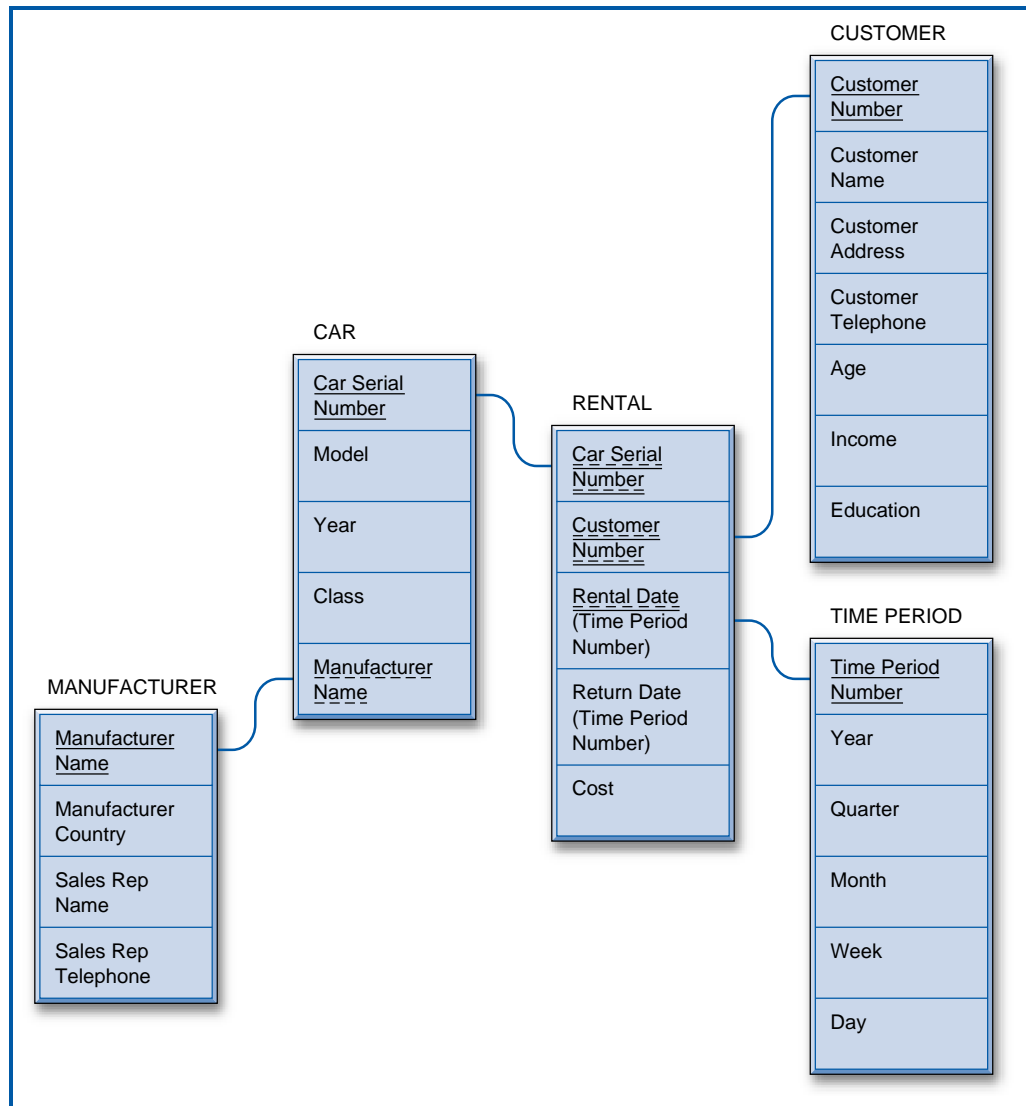 CUSTOMER
Customer
Number
Customer
Name
Customer
Address
Customer
Telephone
Age
Income
Education
CAR
Car Serial
Number
Model
Year
Class
Manufacturer
Name
RENTAL
Car Serial
Number
Customer
Number
Rental Date
(Time Period
Number)
Return Date
(Time Period
Number)
Cost
TIME PERIOD
Time Period
Number
Year
Quarter
Month
Week
Day
MANUFACTURER
Manufacturer
Name
Manufacturer
Country
Sales Rep
Name
Sales Rep
Telephone